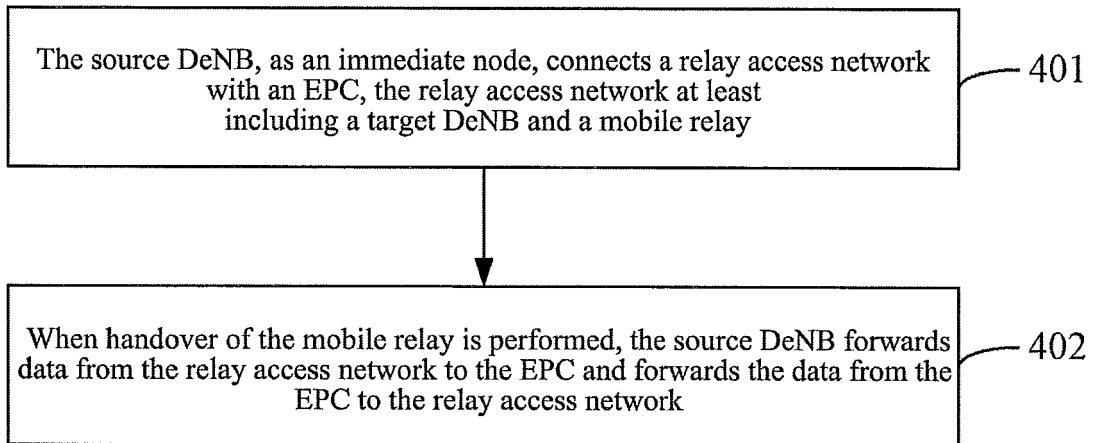 The source DeNB, as an immediate node, connects a relay access network
with an EPC, the relay access network at least
including a target DeNB and a mobile relay
401
When handover of the mobile relay is performed, the source DeNB forwards
data from the relay access network to the EPC and forwards the data from the
EPC to the relay access network
402